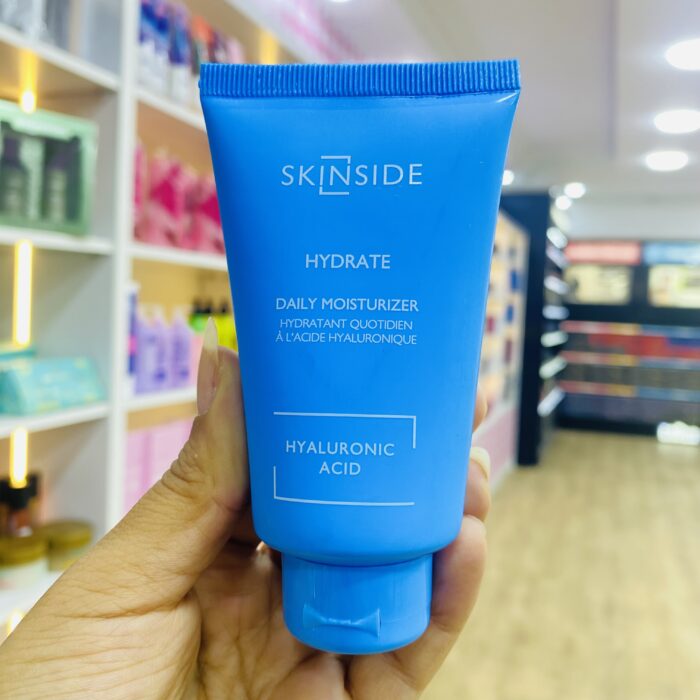 SKINSIDE
HYDRATE
DAILY MOISTURIZER
HYDRATANT QUOTIDIEN
Á L'ACIDE HYALURONIQUE
HYALURONIC
ACID